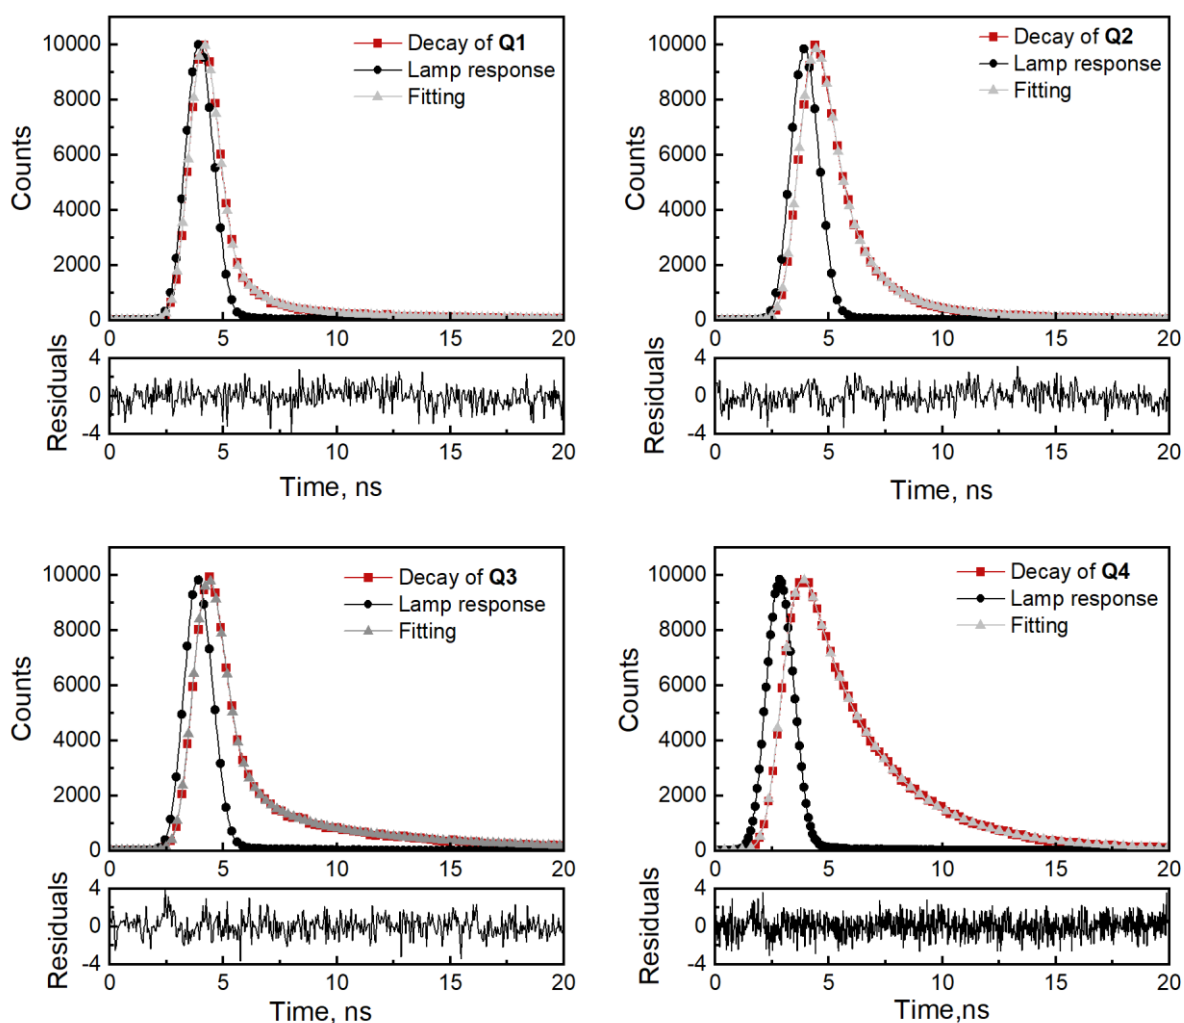 10000
8000
6000
4000
2000
0
Counts
Decay of Q1
Lamp response
Fitting
0 5 10 15 20
4
0
-4
Residuals
0 5 10 15 20
Time, ns
10000
8000
6000
4000
2000
0
Counts
Decay of Q2
Lamp response
Fitting
0 5 10 15 20
4
0
-4
Residuals
0 5 10 15 20
Time, ns
10000
8000
6000
4000
2000
0
Counts
Decay of Q3
Lamp response
Fitting
0 5 10 15 20
4
0
-4
Residuals
0 5 10 15 20
Time, ns
10000
8000
6000
4000
2000
0
Counts
Decay of Q4
Lamp response
Fitting
0 5 10 15 20
4
0
-4
Residuals
0 5 10 15 20
Time,ns